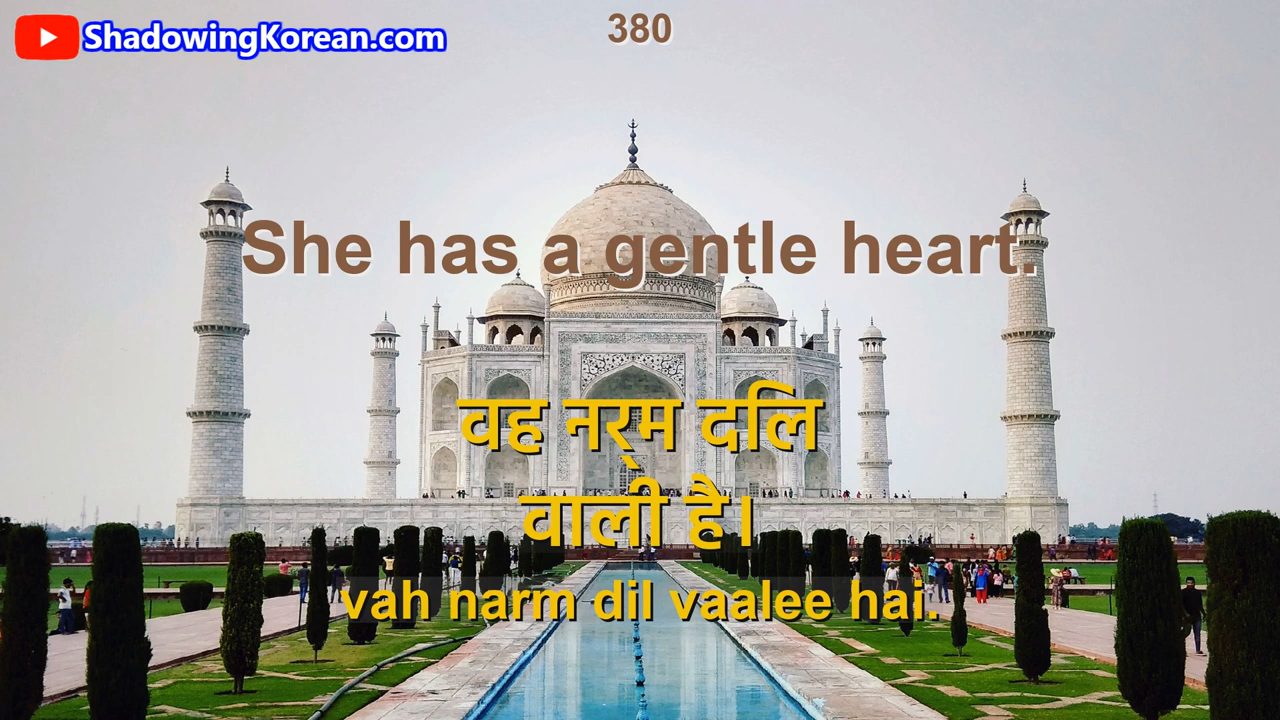 ShadowingKorean.com
380
She has a gentle heart.
वह नर्म दिल
वाली है।
vah narm dil vaalee hai.